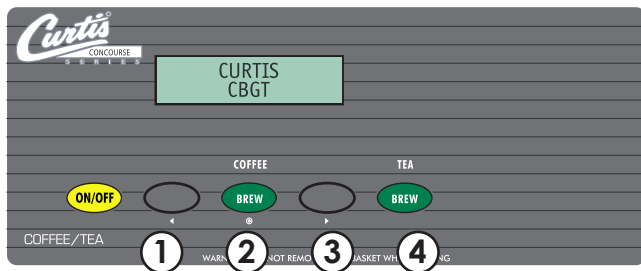 Curtis
CONCOURSE
SERIES
CURTIS
CBGT
COFFEE
TEA
ON/OFF
BREW
BREW
COFFEE/TEA
1
2
3
4
WARN NOT REMO ASKET WH NG